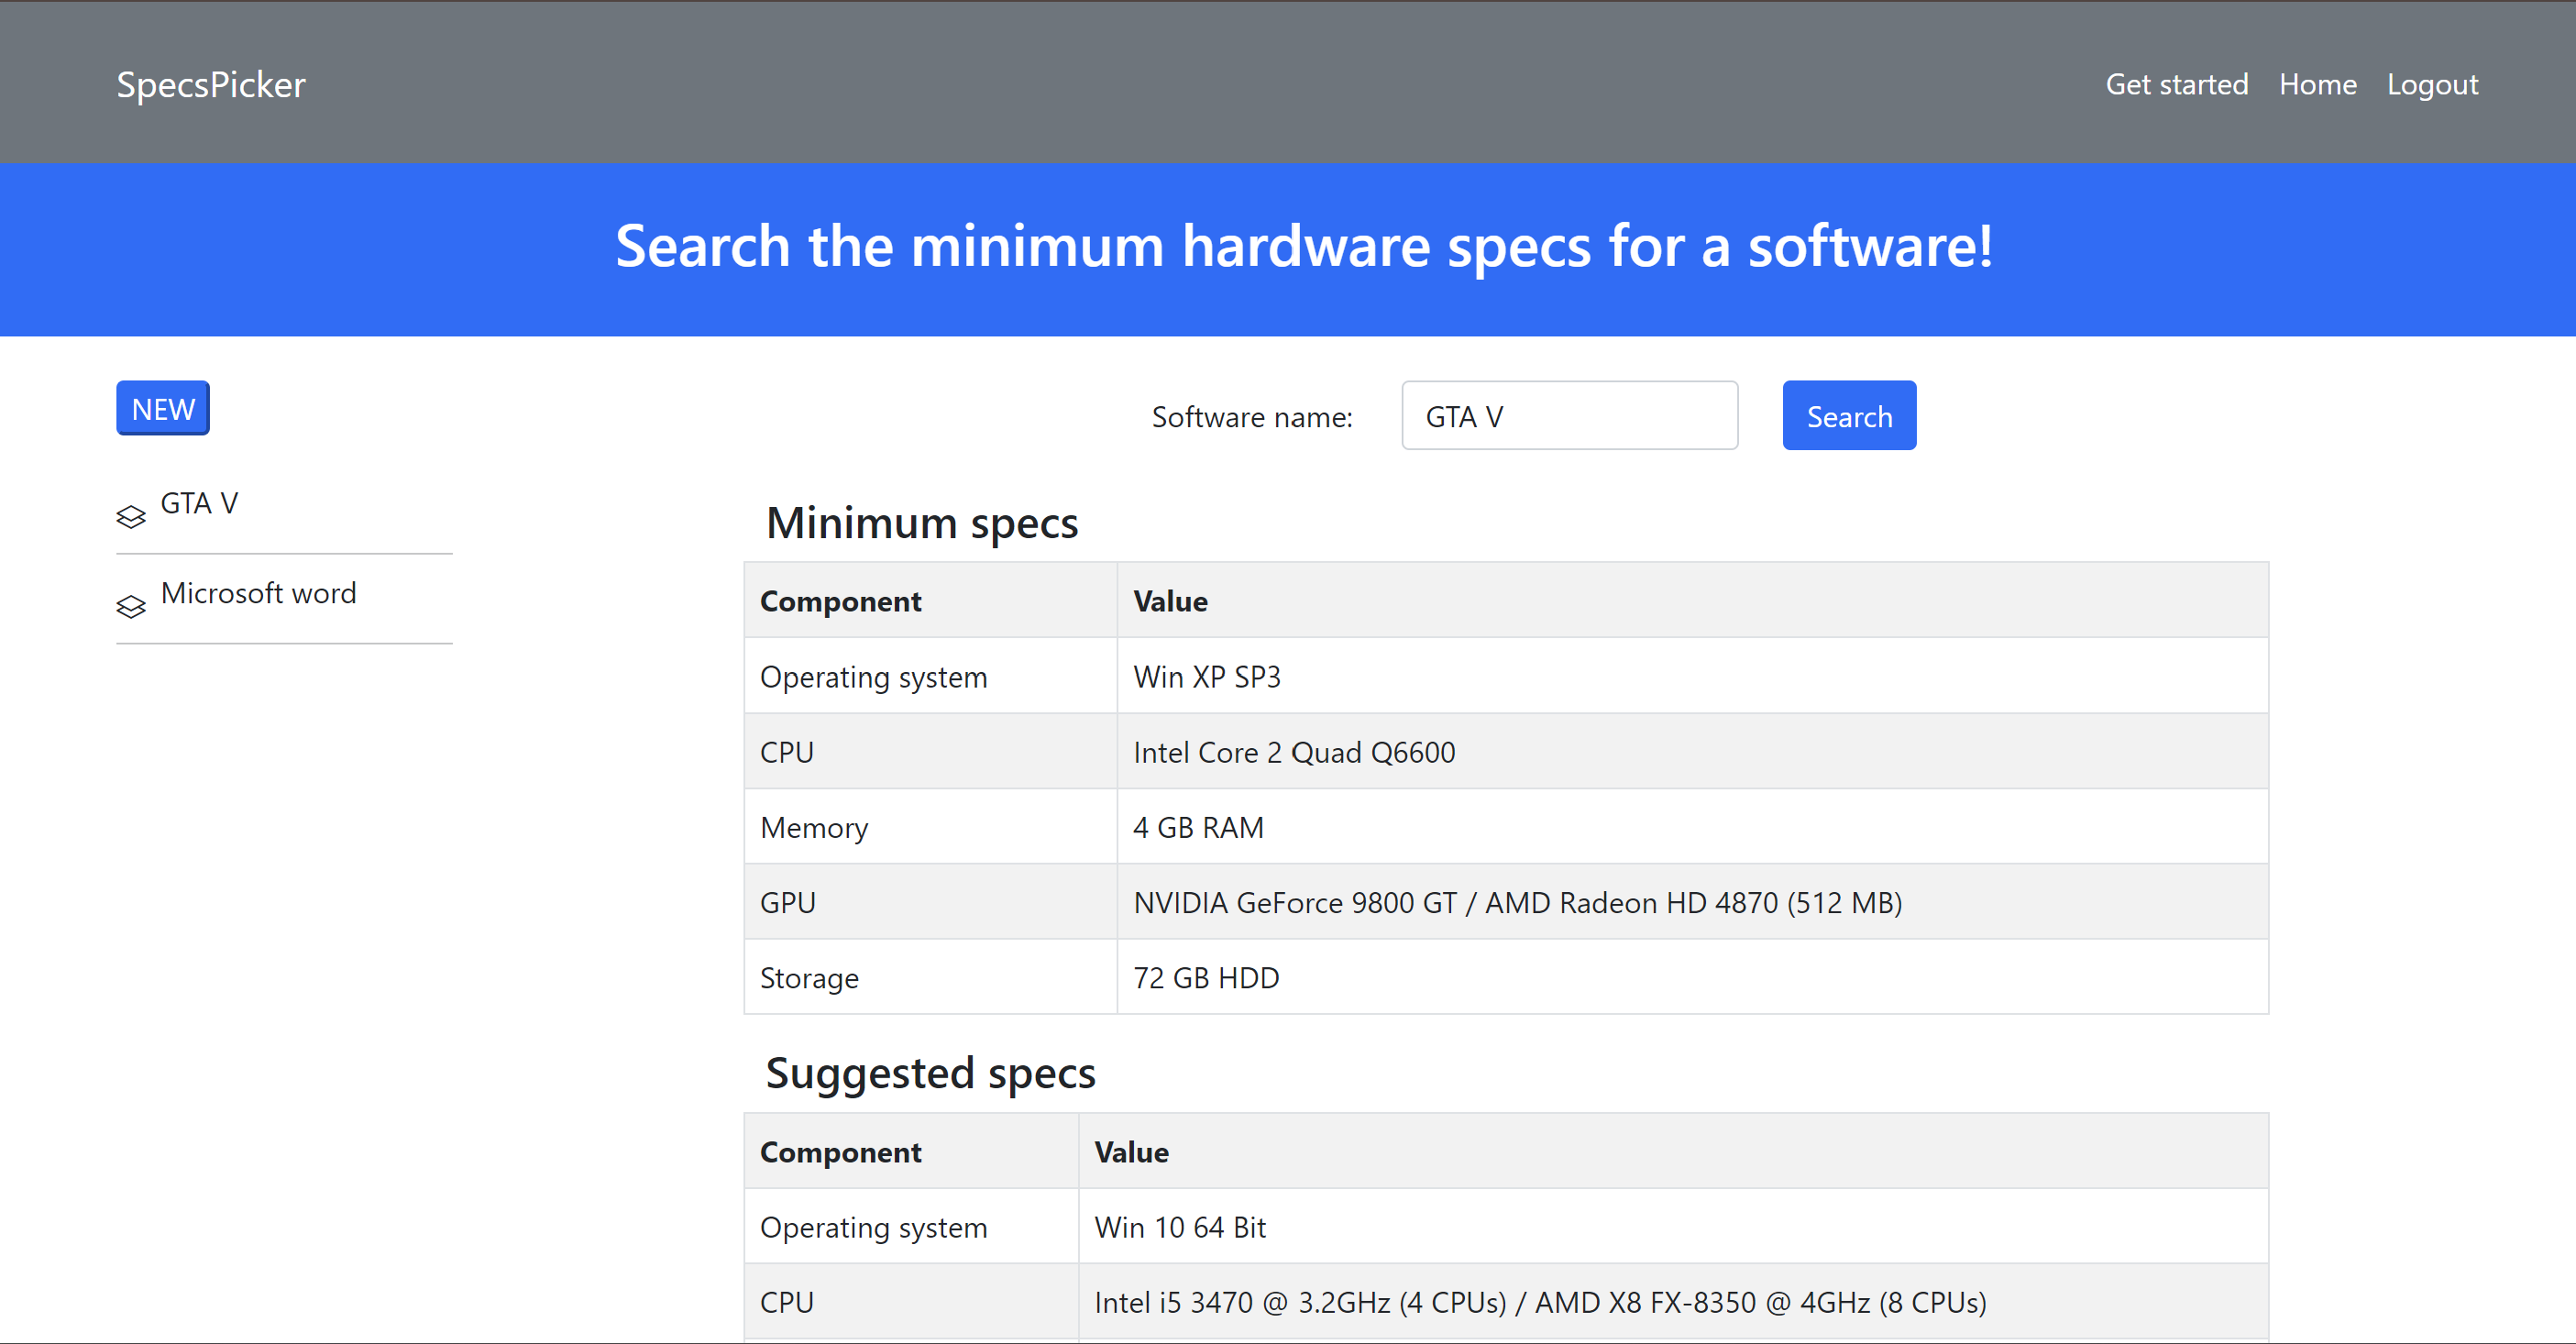 SpecsPicker
Get started Home Logout
Search the minimum hardware specs for a software!
NEW
Software name: GTA V Search
GTA V
Microsoft word
Minimum specs
Component Value
Operating system Win XP SP3
CPU Intel Core 2 Quad Q6600
Memory 4 GB RAM
GPU NVIDIA GeForce 9800 GT / AMD Radeon HD 4870 (512 MB)
Storage 72 GB HDD
Suggested specs
Component Value
Operating system Win 10 64 Bit
CPU Intel i5 3470 @ 3.2GHz (4 CPUs) / AMD X8 FX-8350 @ 4GHz (8 CPUs)